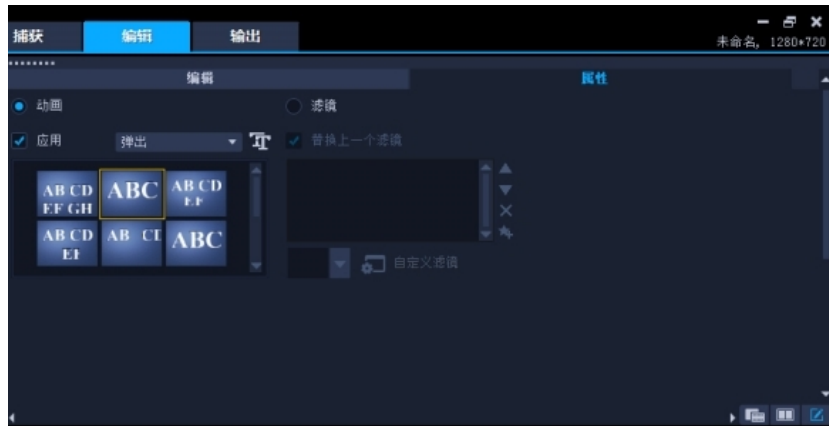 捕获 编辑 输出
未命名, 1280*720
编辑 属性
动画 滤镜
应用 弹出 替换上一个滤镜
AB CD
EF GH
ABC
AB CD
EF
AB CD
EF
AB CD
ABC
自定义滤镜